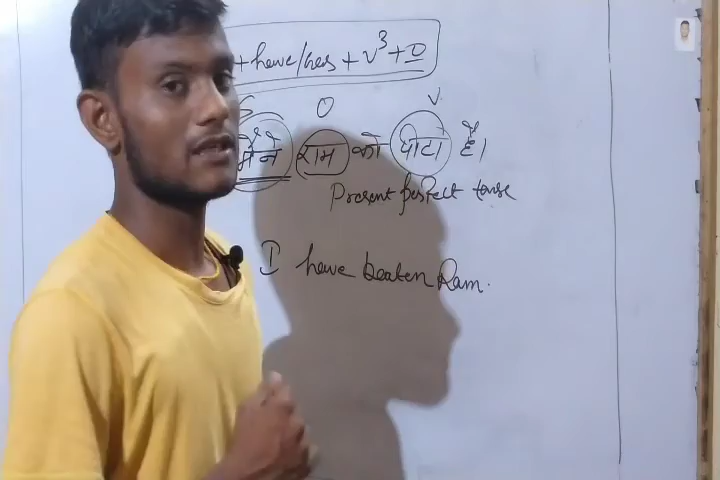 + have/has + v³ + O
S O V
मैंने राम को पीटा है।
Present perfect tense
I have beaten Ram.